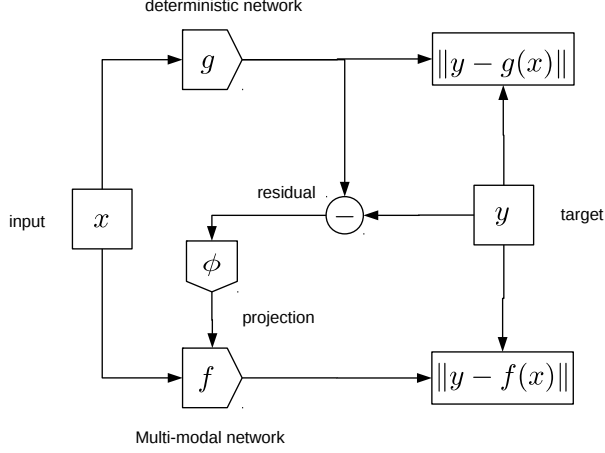 deterministic network
g
‖y − g(x)‖
residual
input
x
−
y
target
ϕ
projection
f
‖y − f(x)‖
Multi-modal network